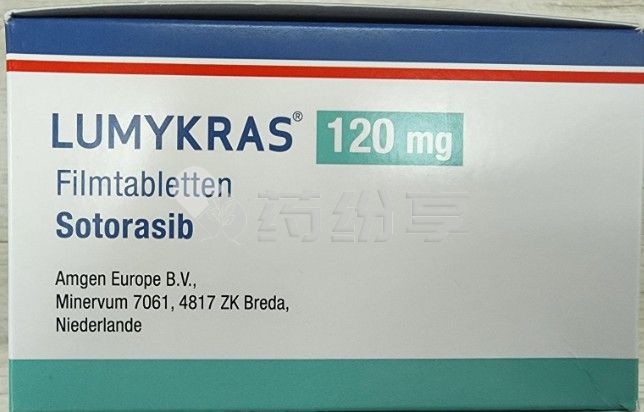 LUMYKRAS® 120 mg
Filmtabletten
Sotorasib
药纷享
Amgen Europe B.V.,
Minervum 7061, 4817 ZK Breda,
Niederlande